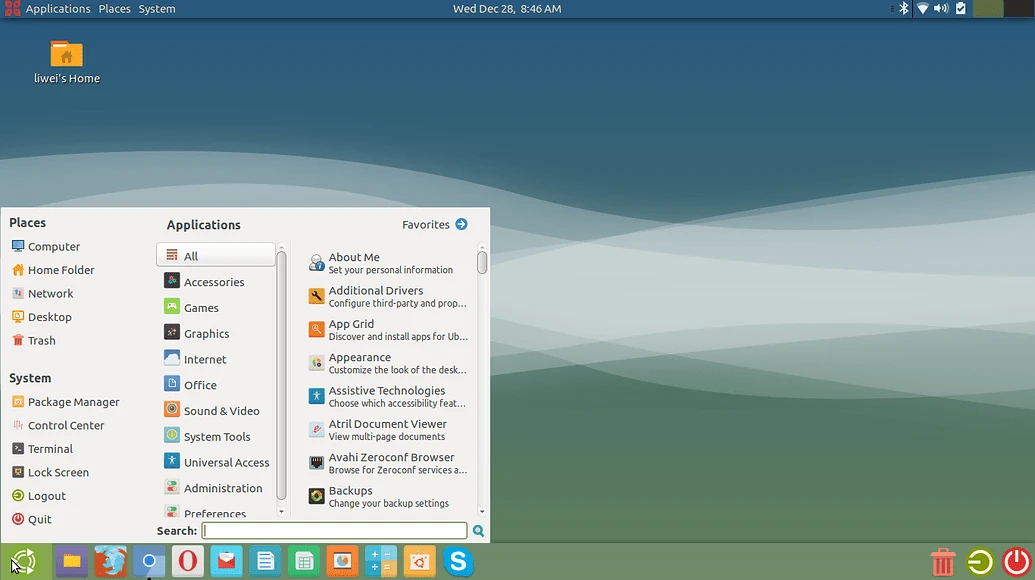 Applications Places System
Wed Dec 28, 8:46 AM
liwei's Home
Places
Computer
Home Folder
Network
Desktop
Trash
System
Package Manager
Control Center
Terminal
Lock Screen
Logout
Quit
Applications
Favorites
All
Accessories
Games
Graphics
Internet
Office
Sound & Video
System Tools
Universal Access
Administration
Preferences
About Me
Set your personal information
Additional Drivers
Configure third-party and prop...
App Grid
Discover and install apps for Ub...
Appearance
Customize the look of the desk...
Assistive Technologies
Choose which accessibility feat...
Atril Document Viewer
View multi-page documents
Avahi Zeroconf Browser
Browse for Zeroconf services a...
Backups
Change your backup settings
Search: